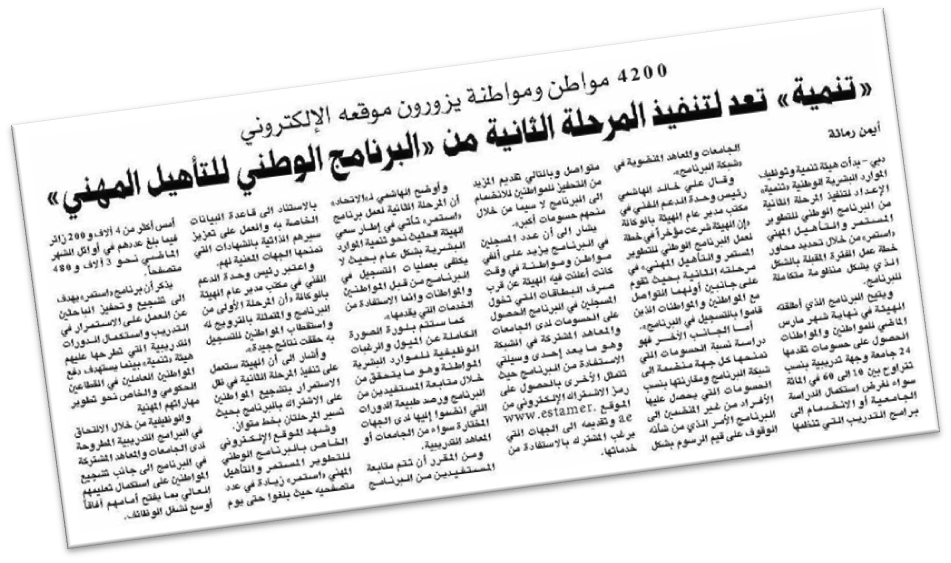 4200 مواطن ومواطنة يزورون موقعه الإلكتروني
«تنمية» تعد لتنفيذ المرحلة الثانية من «البرنامج الوطني للتأهيل المهني»
أيمن رمانة
دبي – بدأت هيئة تنمية وتوظيف
الموارد البشرية الوطنية «تنمية»
الإعداد لتنفيذ المرحلة الثانية
من البرنامج الوطني للتطوير
المستمر والتأهيل المهني
«استمر» من خلال تحديد محاور
خطة عمل الفترة المقبلة بالشكل
الذي يشكل منظومة متكاملة
للبرنامج.
ويتيح البرنامج الذي أطلقته
الهيئة في نهاية شهر مارس
الماضي للمواطنين والمواطنات
الحصول على حسومات تقدمها
24 جامعة وجهة تدريبية بنسب
تتراوح بين 10 إلى 60 في المائة
سواء لغرض استكمال الدراسة
الجامعية أو الانضمام الى
برامج التدريب التي تنظمها
الجامعات والمعاهد المنضوية في
«شبكة البرنامج».
وقال علي خالد الهاشمي
رئيس وحدة الدعم الفني في
مكتب مدير عام الهيئة بالوكالة
«إن الهيئة شرعت مؤخراً في خطة
لعمل البرنامج الوطني للتطوير
المستمر والتأهيل المهني» في
مرحلته الثانية بحيث تقوم
على جانبين أولهما التواصل
مع المواطنين والمواطنات الذين
قاموا بالتسجيل في البرنامج».
أما الجانب الآخر فهو
دراسة نسبة الحسومات التي
تمنحها كل جهة منضمة الى
شبكة البرنامج ومقارنتها بنسب
الحسومات التي يحصل عليها
الأفراد من غير المنتسبين الى
البرنامج الأمر الذي من شأنه
الوقوف على قيم الرسوم بشكل
متواصل وبالتالي تقديم المزيد
من التحفيز للمواطنين للانضمام
الى البرنامج لا سيما من خلال
منحهم حسومات أكبر».
يشار إلى أن عدد المسجلين
في البرنامج يزيد على ألفي
مواطن ومواطنة في وقت
كانت أعلنت فيه الهيئة عن قرب
صرف البطاقات التي تخول
المسجلين في البرنامج الحصول
على الحسومات لدى الجامعات
والمعاهد المشتركة في الشبكة
وهو ما يعد إحدى وسيلتي
الاستفادة من البرنامج حيث
تتمثل الأخرى بالحصول على
رمز الاشتراك الإلكتروني من
الموقع www.estamer.
ae وتقديمه الى الجهات التي
يرغب المشترك بالاستفادة من
خدماتها.
وأوضح الهاشمي لـ«الاتحاد»
أن المرحلة الثانية لعمل برنامج
«استمر» تأتي في إطار سعي
الهيئة الحثيث نحو تنمية الموارد
البشرية بشكل عام بحيث لا
يكتفى بعمليات التسجيل في
البرنامج من قبل المواطنين
والمواطنات وانما الاستفادة من
الخدمات التي يقدمها».
كما ستتم بلورة الصورة
الكاملة عن الميول والرغبات
الوظيفية للموارد البشرية
الوطنية وهو ما يتحقق من
خلال متابعة المستفيدين من
البرنامج ورصد طبيعة الدورات
التي انضموا إليها لدى الجهات
المختارة سواء من الجامعات أو
المعاهد التدريبية.
ومن المقرر أن تتم متابعة
المستفيدين من البرنامج
بالاستناد الى قاعدة البيانات
الخاصة به والعمل على تعزيز
سيرهم الذاتية بالشهادات التي
تمنحها الجهات المعنية لهم.
واعتبر رئيس وحدة الدعم
الفني في مكتب مدير عام الهيئة
بالوكالة «أن المرحلة الأولى من
البرنامج والمتمثلة بالترويج له
واستقطاب المواطنين للتسجيل
به حققت نتائج جيدة».
وأشار الى أن الهيئة ستعمل
على تنفيذ المرحلة الثانية في ظل
الاستمرار بتشجيع المواطنين
على الاشتراك بالبرنامج بحيث
تسير المرحلتان بخط متواز.
وشهد الموقع الإلكتروني
الخاص بالبرنامج الوطني
للتطوير المستمر والتأهيل
المهني «استمر» زيادة في عدد
متصفحيه حيث بلغوا حتى يوم
أمس أكثر من 4 آلاف و200 زائر
فيما بلغ عددهم في أوائل الشهر
الماضي نحو 3 آلاف و480
متصفحاً.
يذكر أن برنامج «استمر» يهدف
الى تشجيع وتحفيز الباحثين
عن العمل على الاستمرار في
التدريب واستكمال الدورات
التدريبية التي تطرحها عليهم
هيئة «تنمية» بينما يستهدف دفع
المواطنين العاملين في القطاعين
الحكومي والخاص نحو تطوير
مهاراتهم المهنية
والوظيفية من خلال الالتحاق
في البرامج التدريبية المطروحة
لدى الجامعات والمعاهد المشتركة
في البرنامج الى جانب تشجيع
المواطنين على استكمال تعليمهم
العالي بما يفتح أمامهم آفاقاً
أوسع لشغل الوظائف.